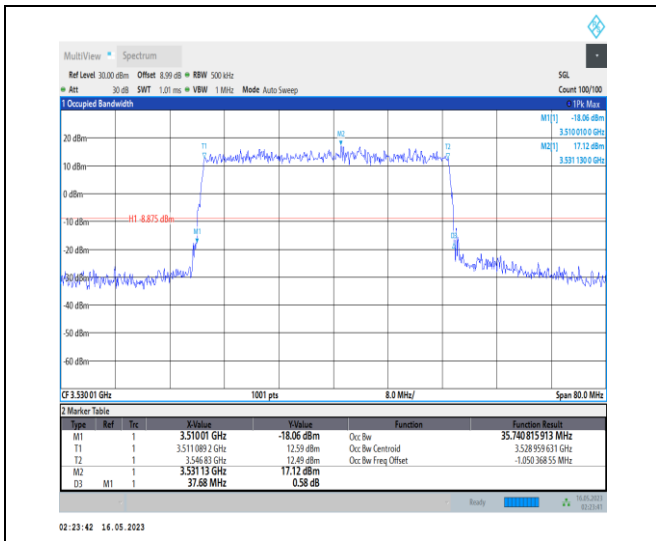 MultiView Spectrum
Ref Level 30.00 dBm Offset 8.99 dB RBW 500 kHz SGL
Att 30 dB SWT 1.01 ms VBW 1 MHz Mode Auto Sweep Count 100/100
1 Occupied Bandwidth 1Pk Max
M1[1] -18.06 dBm
3.510 010 0 GHz
M2[1] 17.12 dBm
3.531 130 0 GHz
20 dBm
M2
T1 T2
10 dBm
0 dBm
-10 dBm
H1 -8.875 dBm
M1
D3
-20 dBm
-30 dBm
-40 dBm
-50 dBm
-60 dBm
CF 3.530 01 GHz 1001 pts 8.0 MHz/ Span 80.0 MHz
2 Marker Table
Type Ref Trc X-Value Y-Value Function Function Result
M1 1 3.51001 GHz -18.06 dBm Occ Bw 35.740 815 913 MHz
T1 1 3.511 089 2 GHz 12.59 dBm Occ Bw Centroid 3.528 959 631 GHz
T2 1 3.546 83 GHz 12.49 dBm Occ Bw Freq Offset -1.050 368 55 MHz
M2 1 3.531 13 GHz 17.12 dBm
D3 M1 1 37.68 MHz 0.58 dB
Ready 16.05.2023
02:23:41
02:23:42 16.05.2023